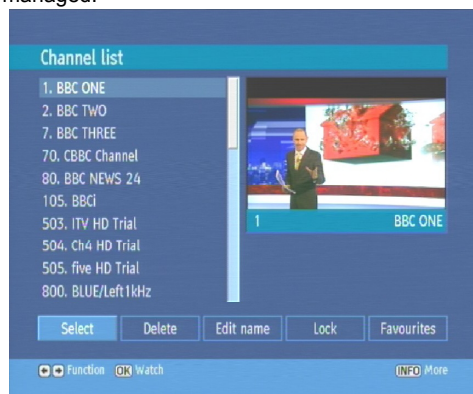 managed.
Channel list
1. BBC ONE
2. BBC TWO
7. BBC THREE
70. CBBC Channel
80. BBC NEWS 24
105. BBCi
503. ITV HD Trial
504. Ch4 HD Trial
505. five HD Trial
800. BLUE/Left1kHz
1 BBC ONE
Select Delete Edit name Lock Favourites
Function OK Watch INFO More